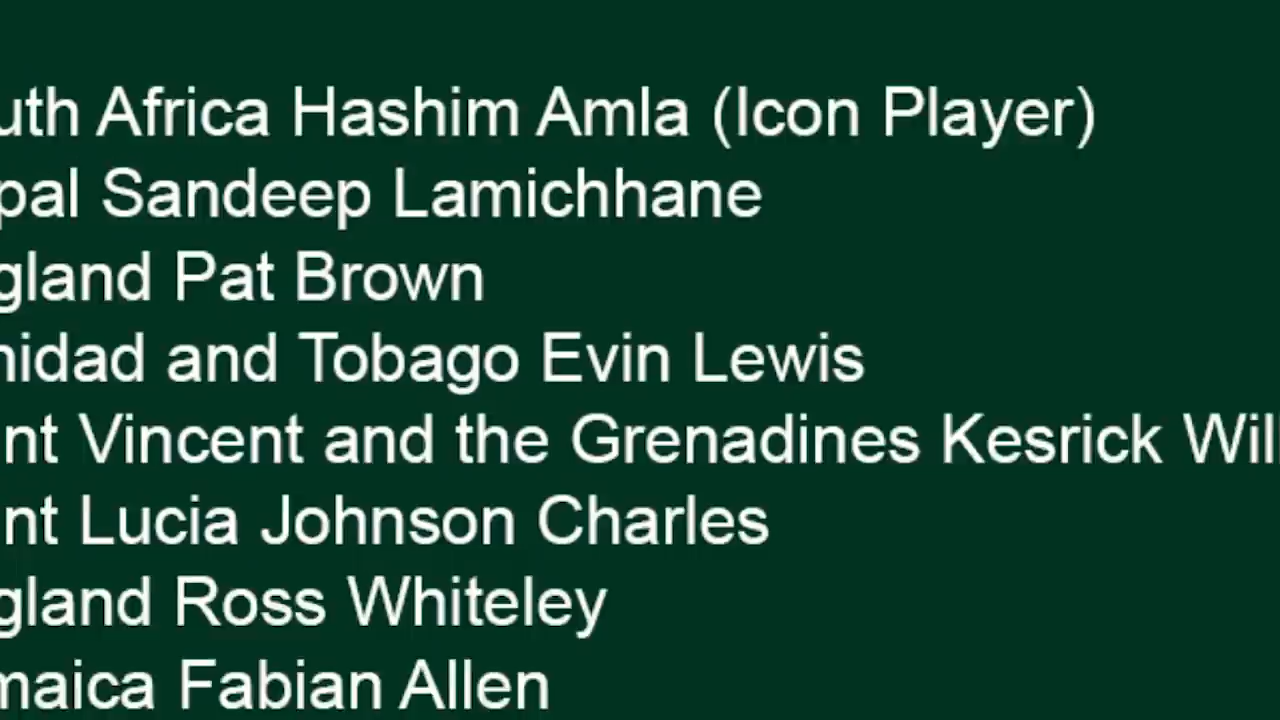 uth Africa Hashim Amla (Icon Player)
pal Sandeep Lamichhane
gland Pat Brown
nidad and Tobago Evin Lewis
nt Vincent and the Grenadines Kesrick Wil
nt Lucia Johnson Charles
gland Ross Whiteley
maica Fabian Allen